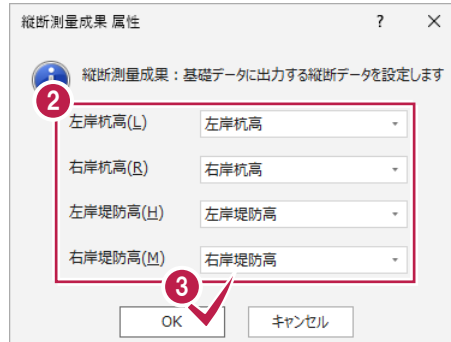 縦断測量成果 属性 ? ×
縦断測量成果：基礎データに出力する縦断データを設定します
2
左岸杭高(L) 左岸杭高
右岸杭高(R) 右岸杭高
左岸堤防高(H) 左岸堤防高
右岸堤防高(M) 右岸堤防高
3
OK キャンセル